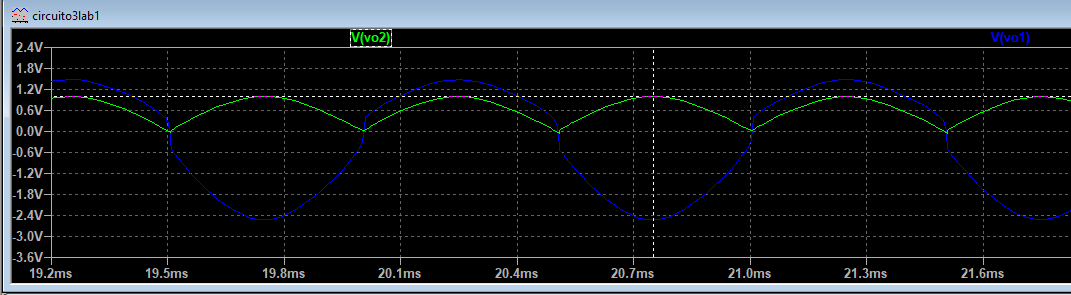 circuito3lab1
V(vo2) V(vo1)
2.4V
1.8V
1.2V
0.6V
0.0V
-0.6V
-1.2V
-1.8V
-2.4V
-3.0V
-3.6V
19.2ms 19.5ms 19.8ms 20.1ms 20.4ms 20.7ms 21.0ms 21.3ms 21.6ms